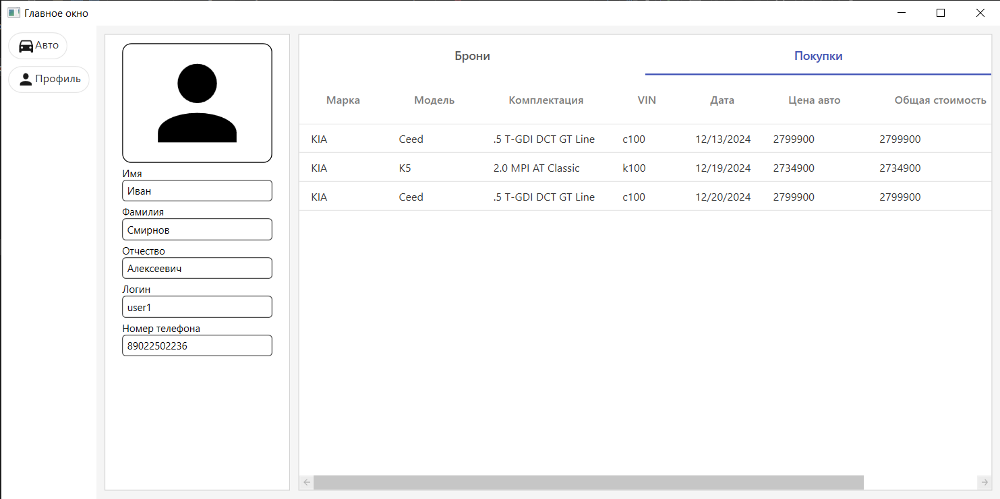 Главное окно
Авто
Профиль
Имя
Иван
Фамилия
Смирнов
Отчество
Алексеевич
Логин
user1
Номер телефона
89022502236
Брони Покупки
Марка Модель Комплектация VIN Дата Цена авто Общая стоимость
KIA Ceed .5 T-GDI DCT GT Line c100 12/13/2024 2799900 2799900
KIA K5 2.0 MPI AT Classic k100 12/19/2024 2734900 2734900
KIA Ceed .5 T-GDI DCT GT Line c100 12/20/2024 2799900 2799900